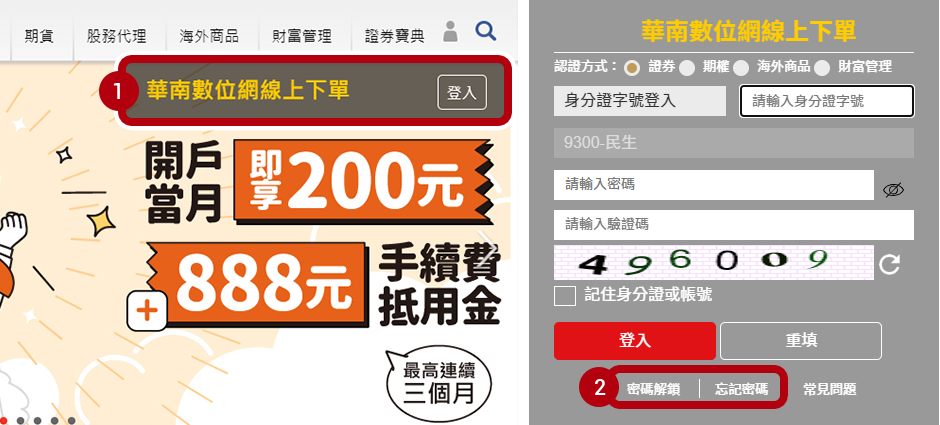 期貨 股務代理 海外商品 財富管理 證券寶典
1 華南數位網線上下單 登入
開戶
當月
即享200元
+
888元
手續費
抵用金
最高連續
三個月
華南數位網線上下單
認證方式： 證券 期權 海外商品 財富管理
身分證字號登入 請輸入身分證字號
9300-民生
請輸入密碼
請輸入驗證碼
496009
記住身分證或帳號
登入 重填
2 密碼解鎖 忘記密碼 常見問題